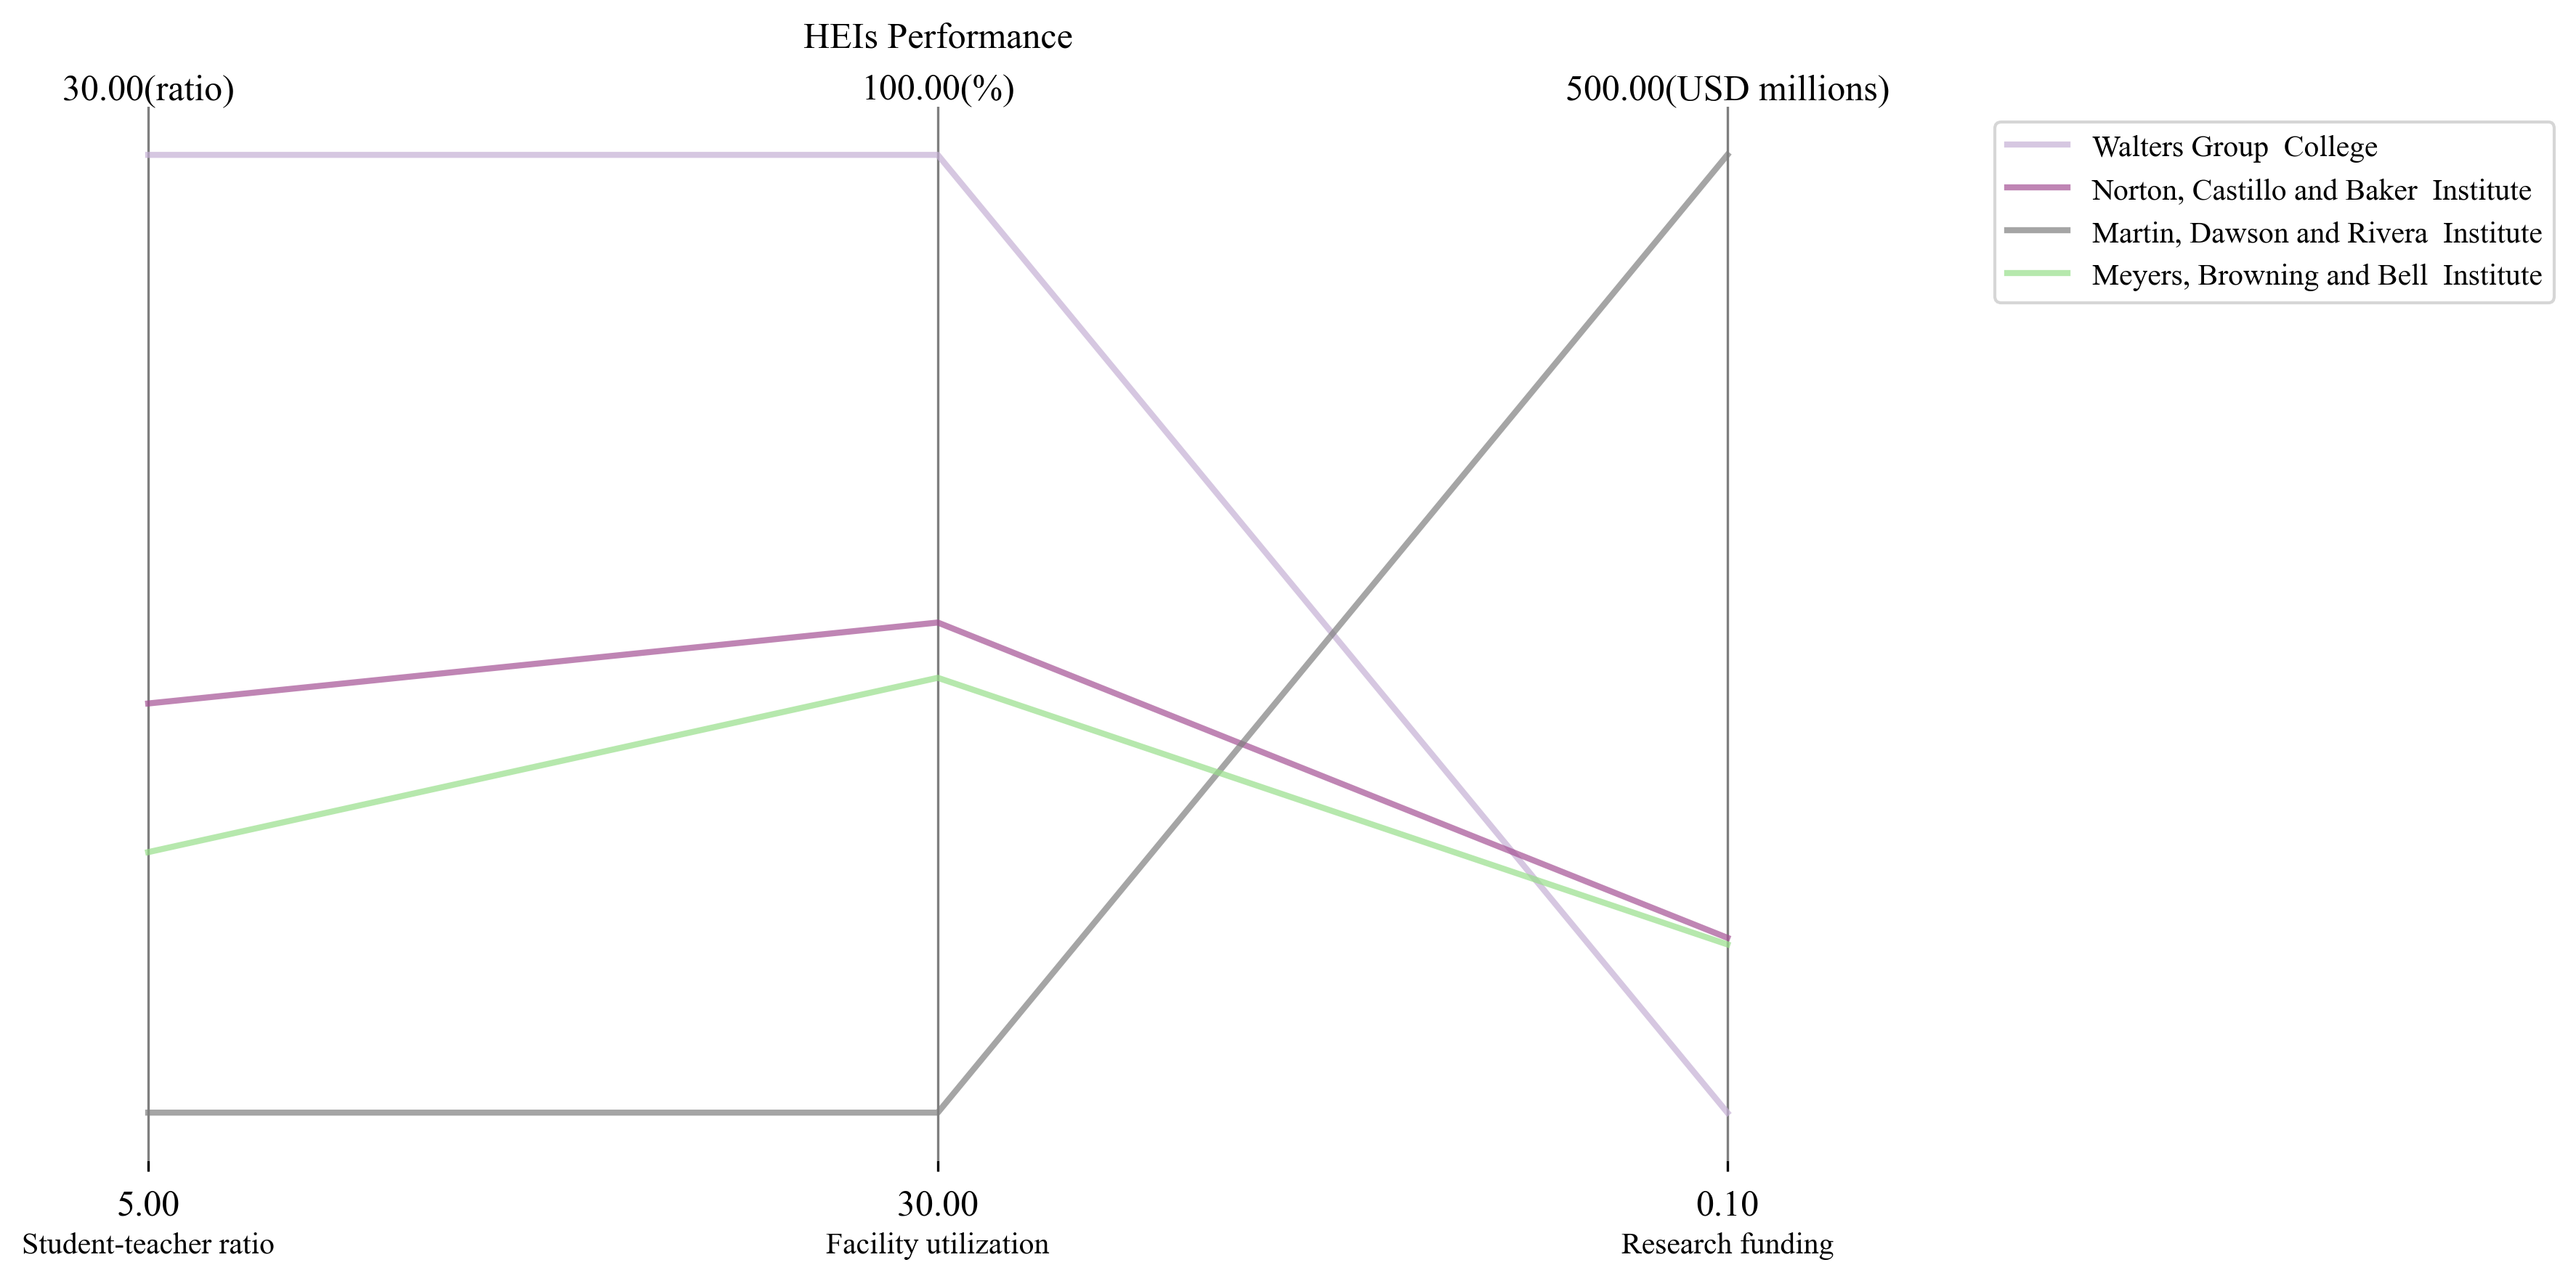 HEIs Performance
30.00(ratio)
100.00(%)
500.00(USD millions)
Walters Group  College
Norton, Castillo and Baker  Institute
Martin, Dawson and Rivera  Institute
Meyers, Browning and Bell  Institute
5.00
30.00
0.10
Student-teacher ratio
Facility utilization
Research funding